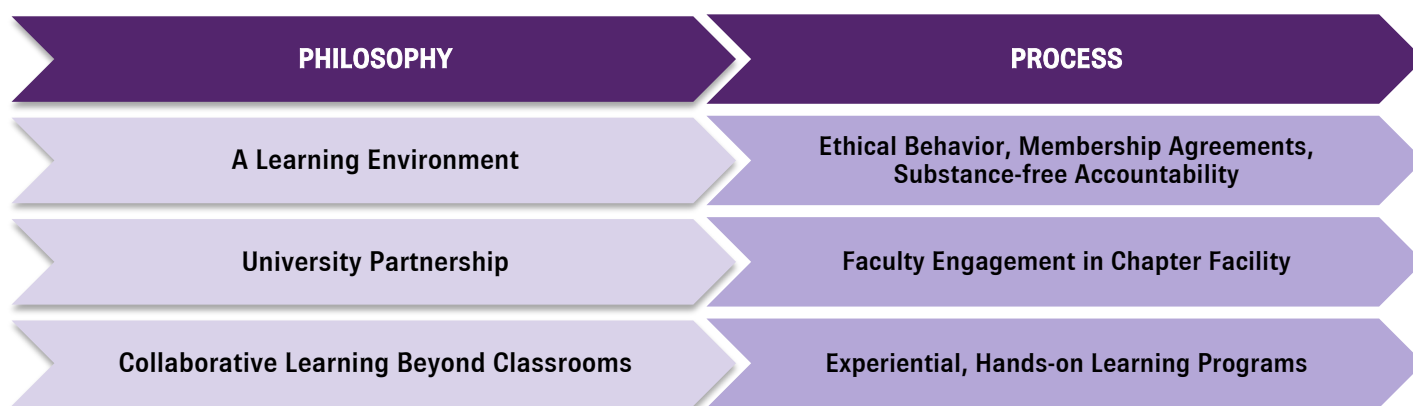 PHILOSOPHY
PROCESS
A Learning Environment
Ethical Behavior, Membership Agreements,
Substance-free Accountability
University Partnership
Faculty Engagement in Chapter Facility
Collaborative Learning Beyond Classrooms
Experiential, Hands-on Learning Programs